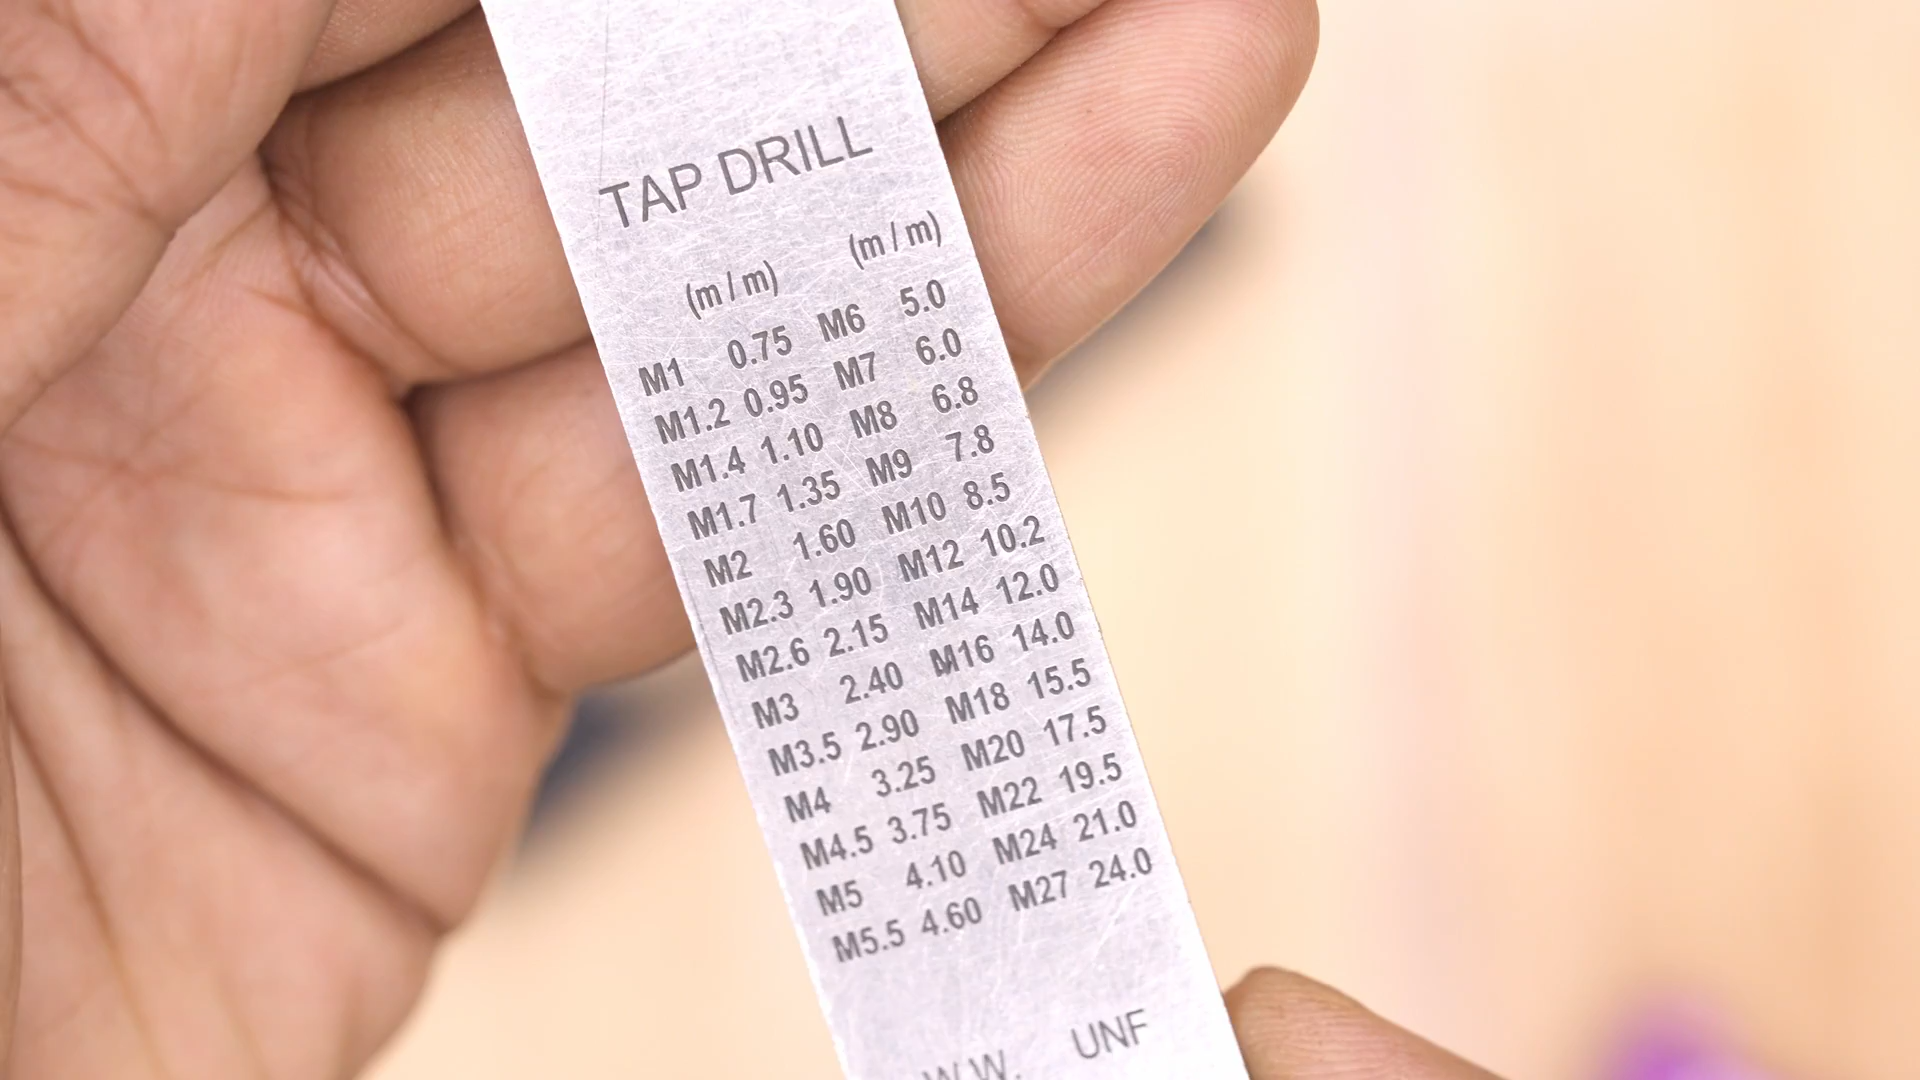 TAP DRILL
(m/m) (m/m)
M1 0.75 M6 5.0
M1.2 0.95 M7 6.0
M1.4 1.10 M8 6.8
M1.7 1.35 M9 7.8
M2 1.60 M10 8.5
M2.3 1.90 M12 10.2
M2.6 2.15 M14 12.0
M3 2.40 M16 14.0
M3.5 2.90 M18 15.5
M4 3.25 M20 17.5
M4.5 3.75 M22 19.5
M5 4.10 M24 21.0
M5.5 4.60 M27 24.0
W.W. UNF